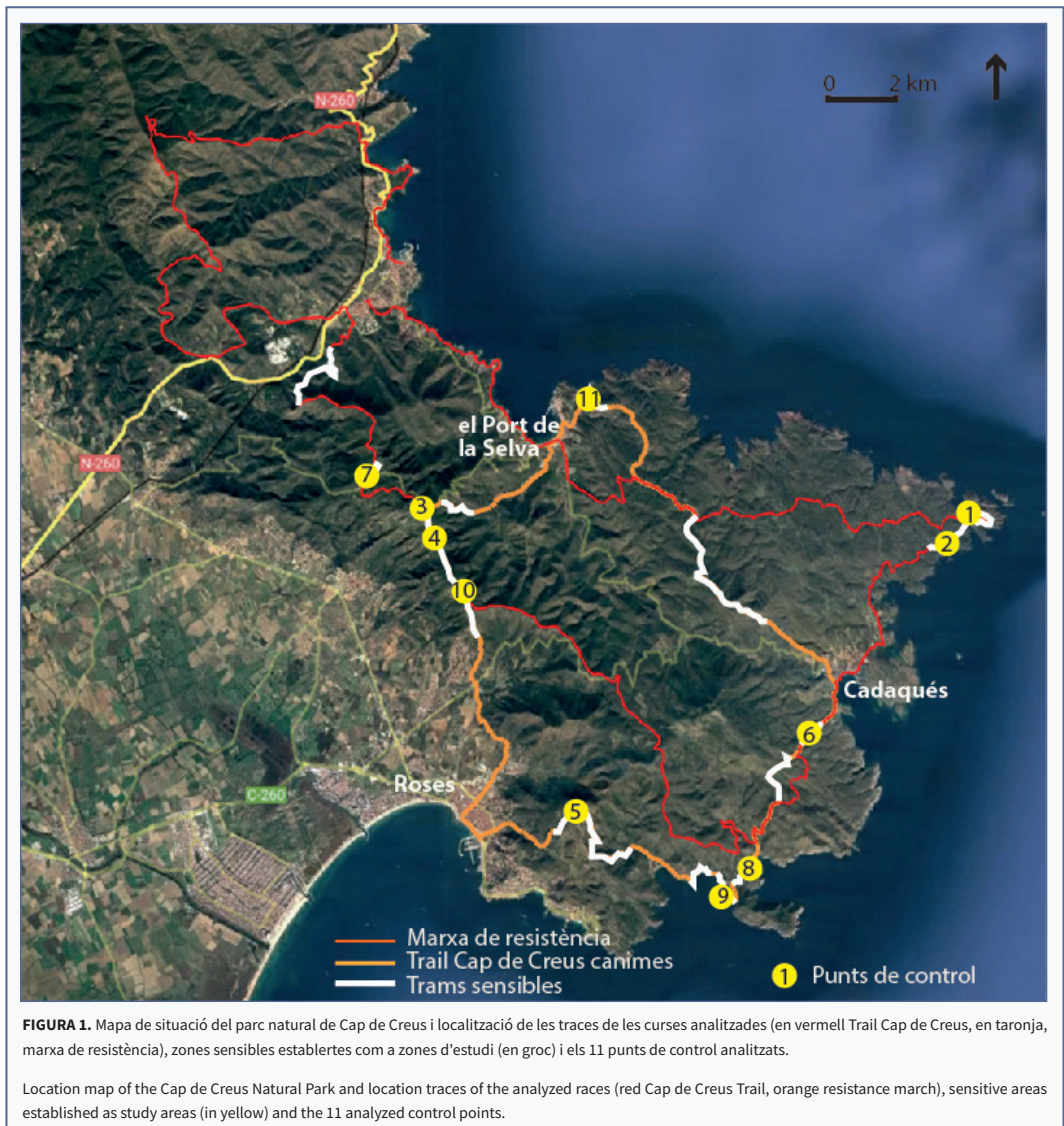 N-260
0 2 km
el Port de
la Selva
11
7
N-260
3
4
1
2
10
Cadaqués
6
Roses
C-260
5
8
9
Marxa de resistència
Trail Cap de Creus canimes
Trams sensibles
1 Punts de control
FIGURA 1. Mapa de situació del parc natural de Cap de Creus i localització de les traces de les curses analitzades (en vermell Trail Cap de Creus, en taronja,
marxa de resistència), zones sensibles establertes com a zones d'estudi (en groc) i els 11 punts de control analitzats.
Location map of the Cap de Creus Natural Park and location traces of the analyzed races (red Cap de Creus Trail, orange resistance march), sensitive areas
established as study areas (in yellow) and the 11 analyzed control points.